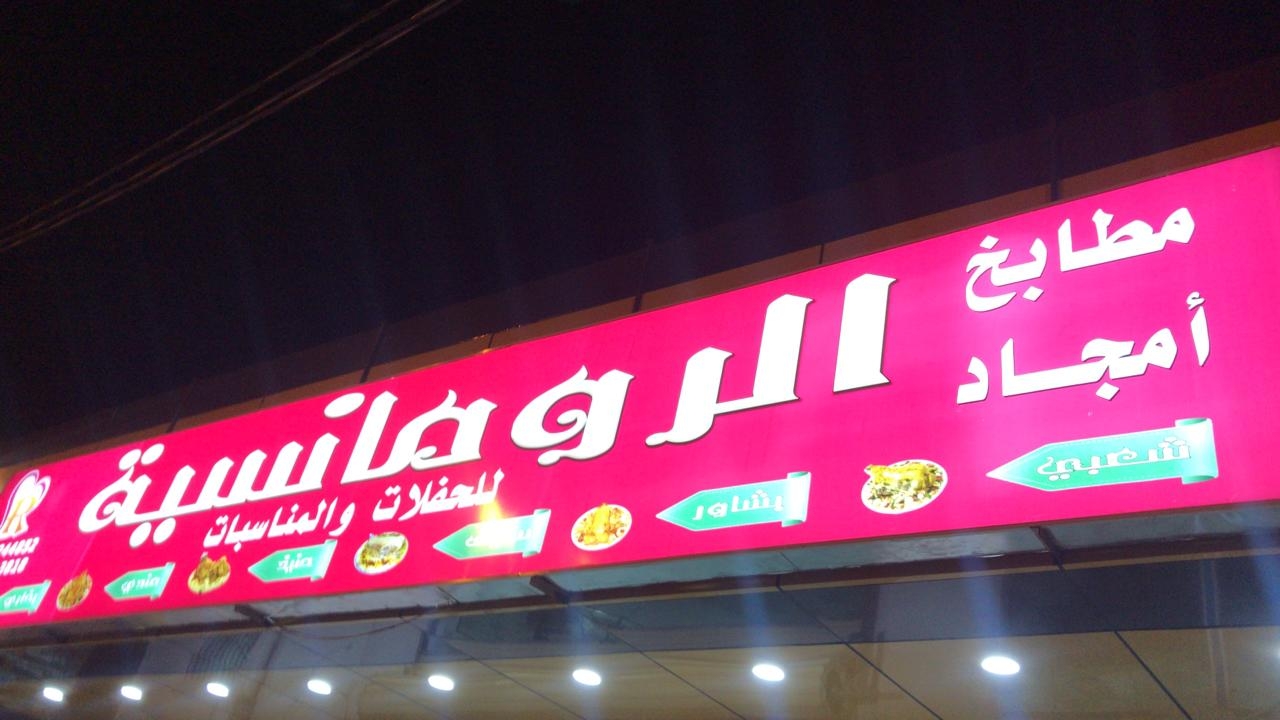 مطابخ
أمجاد
الرومانسية
للحفلات والمناسبات
شعبي
بشاور
مندي